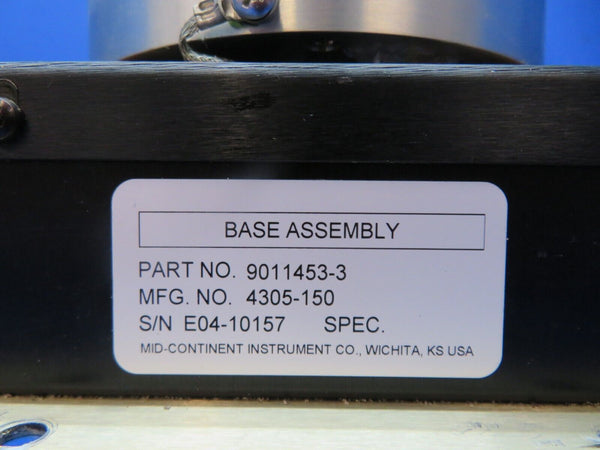 BASE ASSEMBLY
PART NO. 9011453-3
MFG. NO. 4305-150
S/N E04-10157 SPEC.
MID-CONTINENT INSTRUMENT CO., WICHITA, KS USA